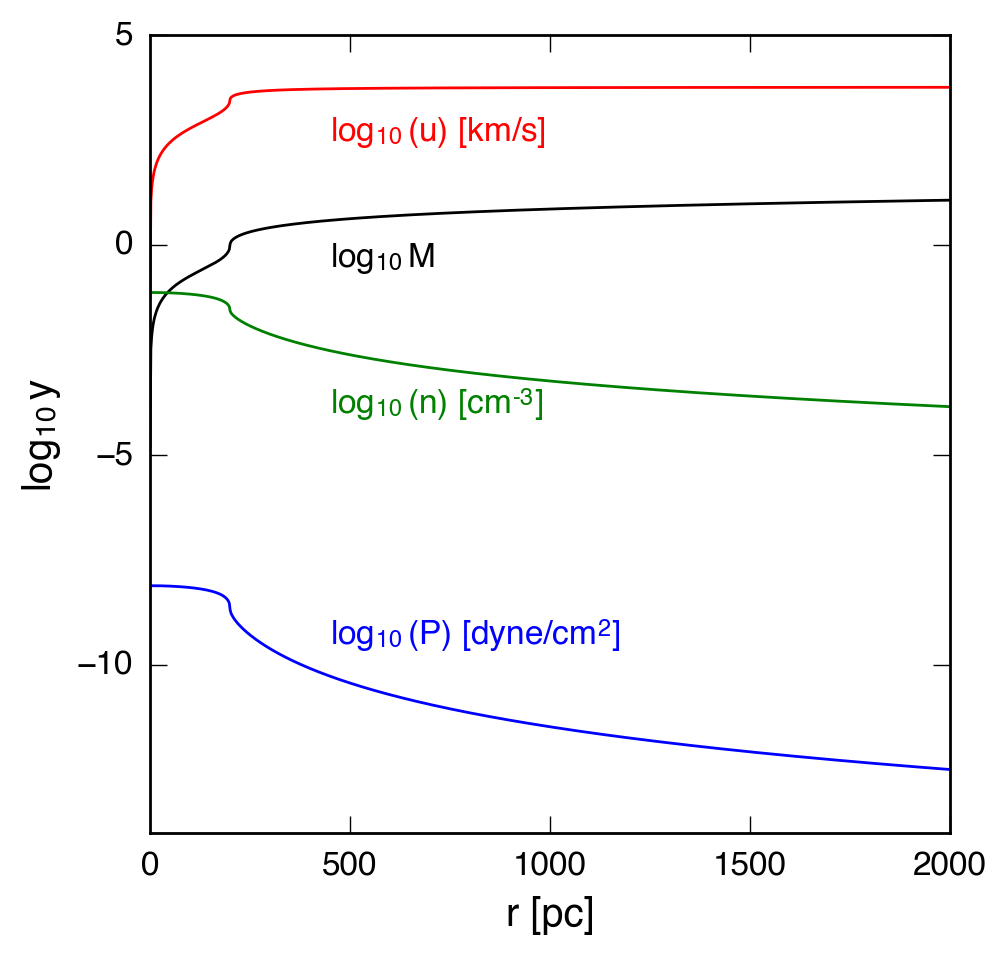 5
log₁₀ (u) [km/s]
0
log₁₀ M
log₁₀ (n) [cm⁻³]
log₁₀ y
−5
log₁₀ (P) [dyne/cm²]
−10
0 500 1000 1500 2000
r [pc]